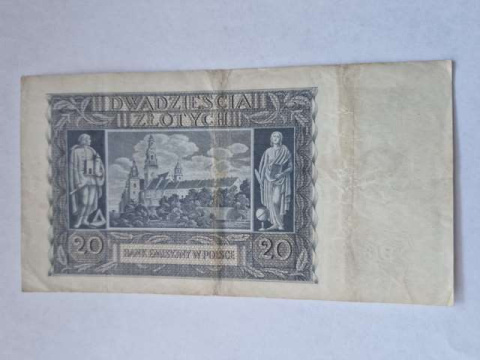 DWADZIEŚCIA
ZŁOTYCH
20
BANK EMISYJNY W POLSCE
20